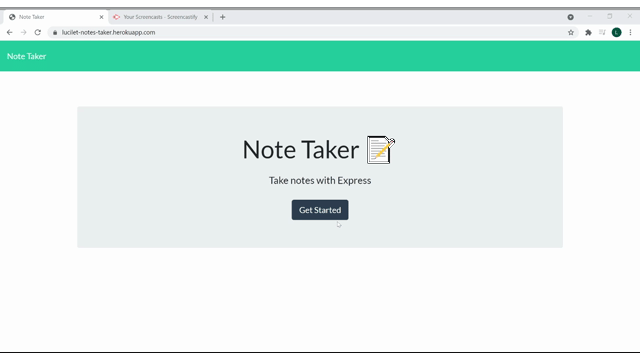 Note Taker
Your Screencasts - Screencastify
lucilet-notes-taker.herokuapp.com
Note Taker
Note Taker
Take notes with Express
Get Started